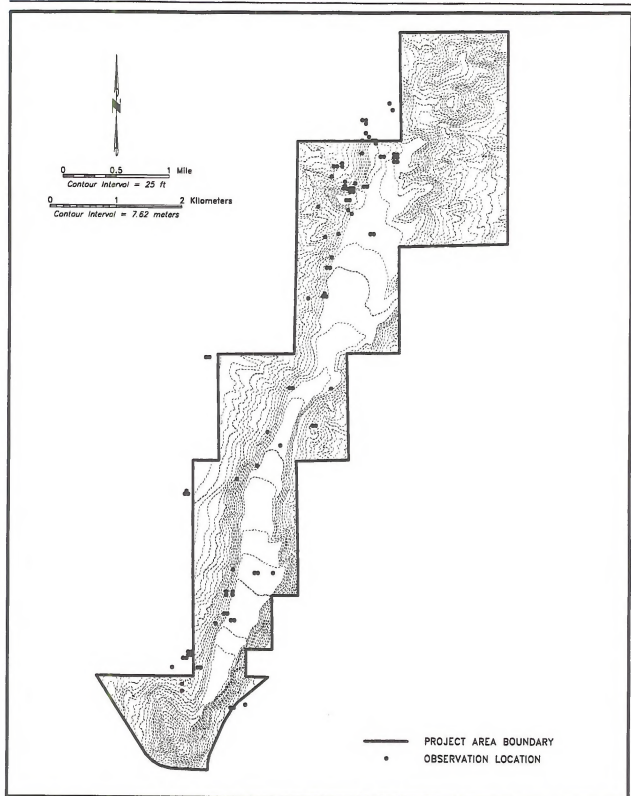 N
0 0.5 1 Mile
Contour Interval = 25 ft
0 1 2 Kilometers
Contour Interval = 7.62 meters
PROJECT AREA BOUNDARY
OBSERVATION LOCATION